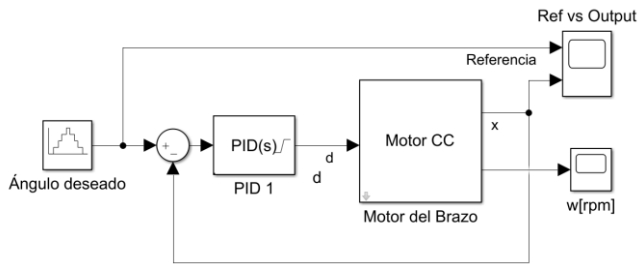 Ref vs Output
Referencia
Ángulo deseado
+
−
PID(s)
PID 1
d
d
Motor CC
Motor del Brazo
x
w[rpm]